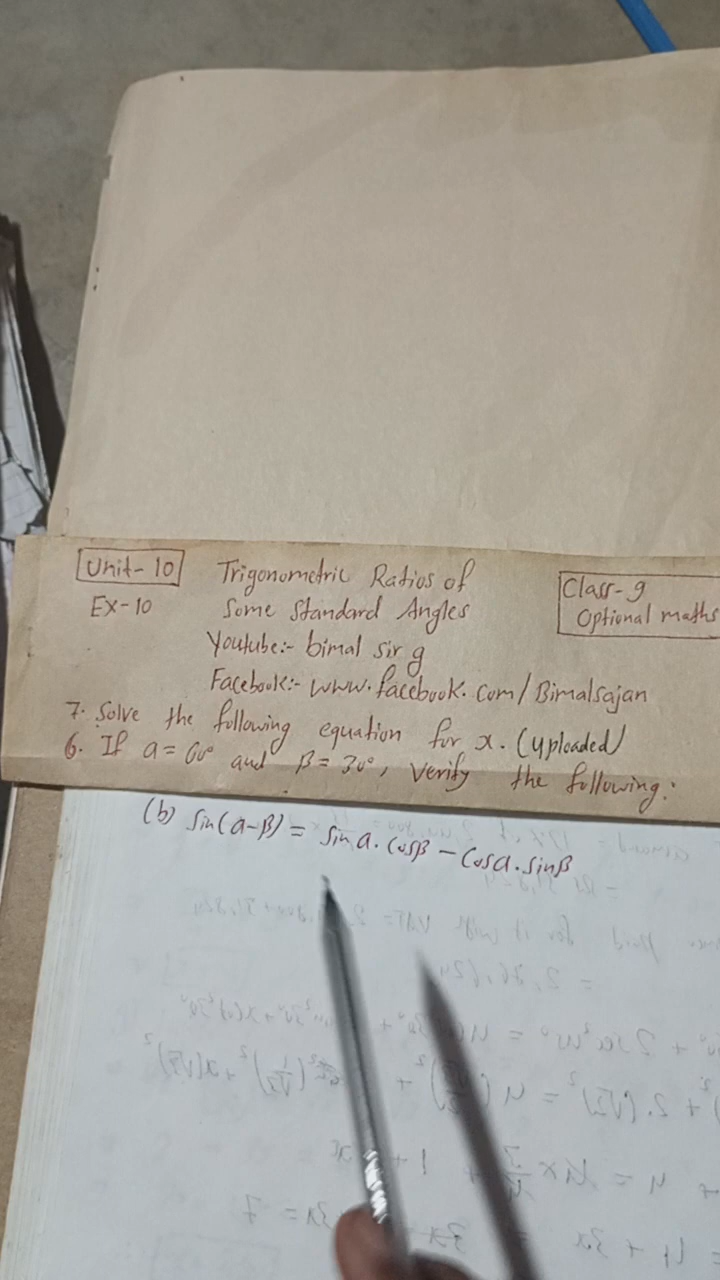 Unit-10
Ex-10
Trigonometric Ratios of
Some Standard Angles
Youtube:- bimal sir g
Facebook:- www.facebook.com/Bimalsajan
Class-9
Optional maths
7. Solve the following equation for x. (uploaded)
6. If a = 60° and β = 30°, Verify the following:
(b) Sin(a-β) = Sin a. Cosβ - Cosa.sinβ